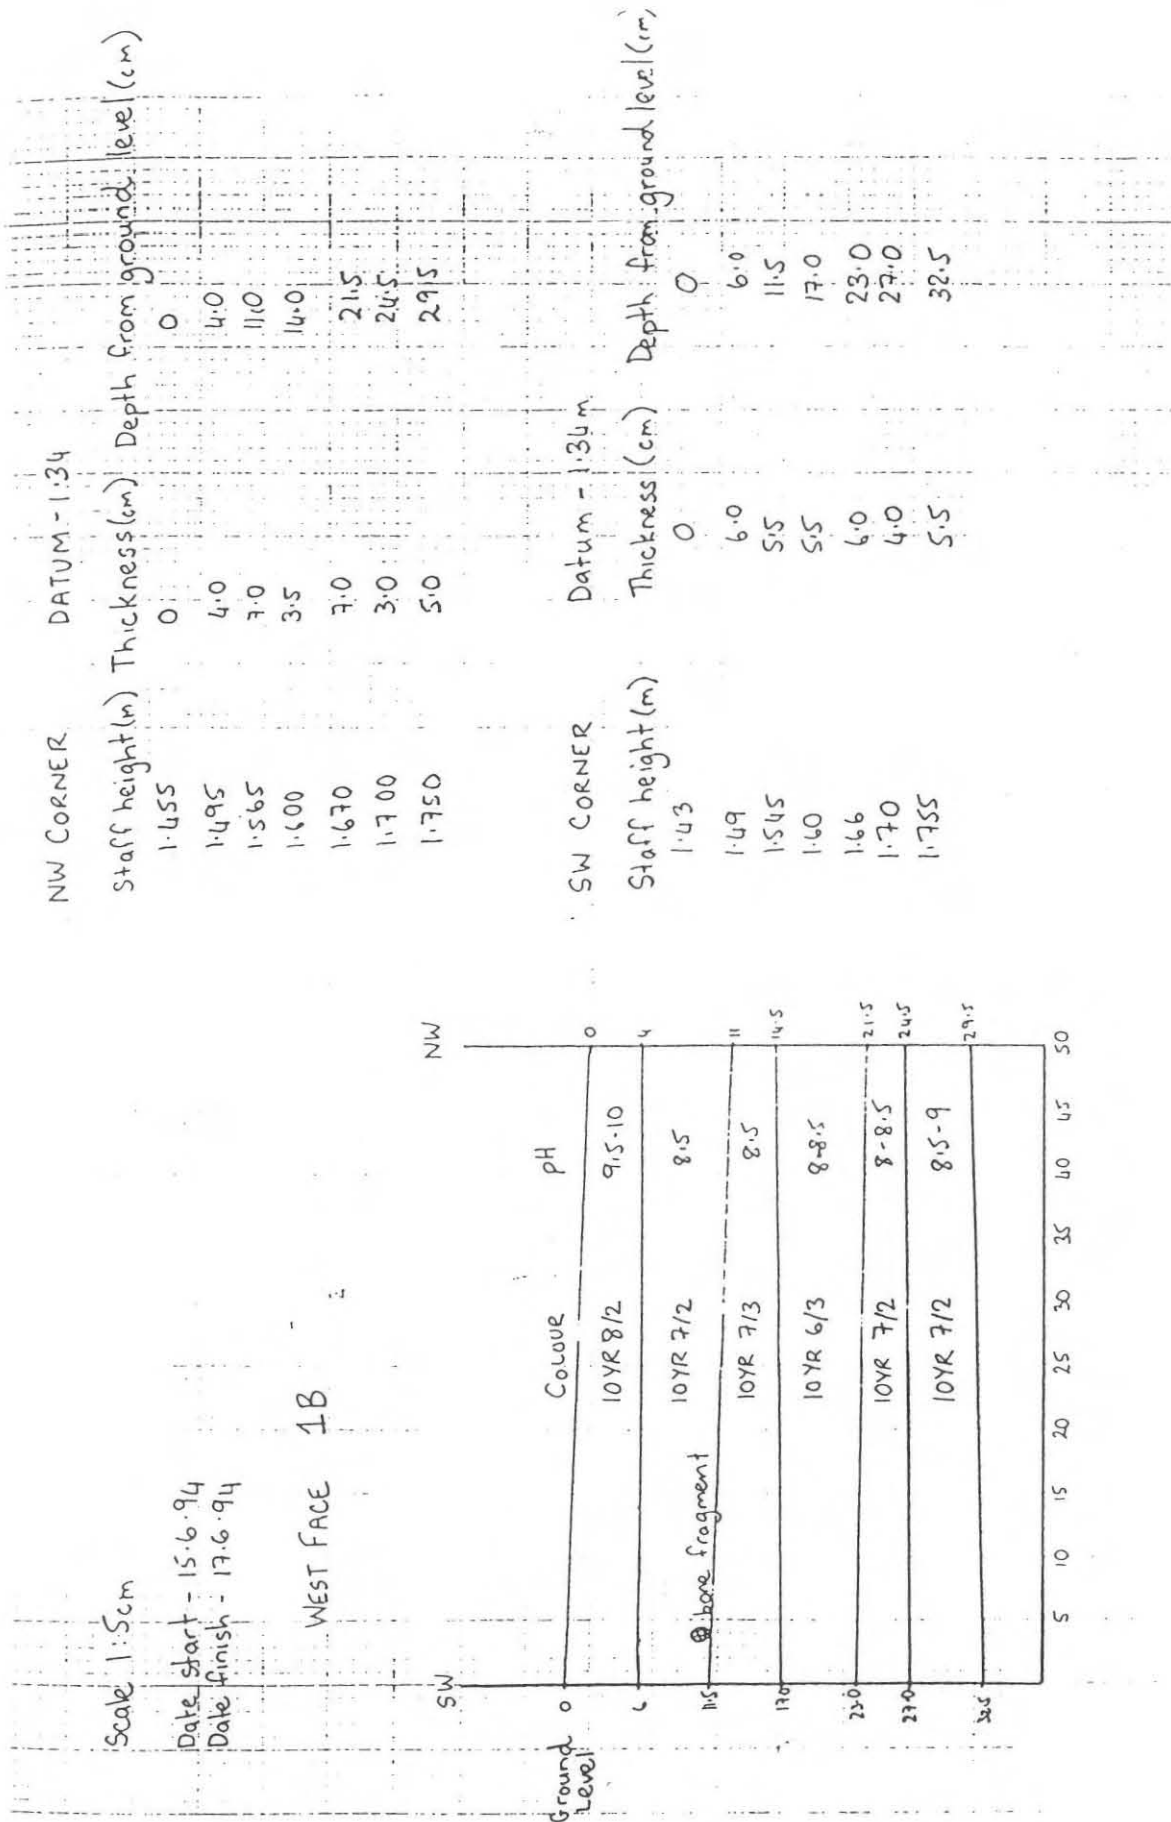 Scale 1:5cm
Date start - 15.6.94
Date finish - 17.6.94
WEST FACE 1B
SW
NW
Ground Level
COLOUR pH
0 0
10YR 8/2 9.5-10
4
10YR 7/2 8.5
bone fragment
11.5 11
10YR 7/3 8.5
17.0 14.5
10YR 6/3 8-8.5
23.0 21.5
10YR 7/2 8-8.5
27.0 24.5
10YR 7/2 8.5-9
32.5 29.5
5 10 15 20 25 30 35 40 45 50
NW CORNER DATUM - 1.34
Staff height (m) Thickness (cm) Depth from ground level (cm)
1.455 0 0
1.495 4.0 4.0
1.565 7.0 11.0
1.600 3.5 14.0
1.670 7.0 21.5
1.700 3.0 24.5
1.750 5.0 29.5
SW CORNER Datum - 1.34m
Staff height (m) Thickness (cm) Depth from ground level (cm)
1.43 0 0
1.49 6.0 6.0
1.545 5.5 11.5
1.60 5.5 17.0
1.66 6.0 23.0
1.70 4.0 27.0
1.755 5.5 32.5